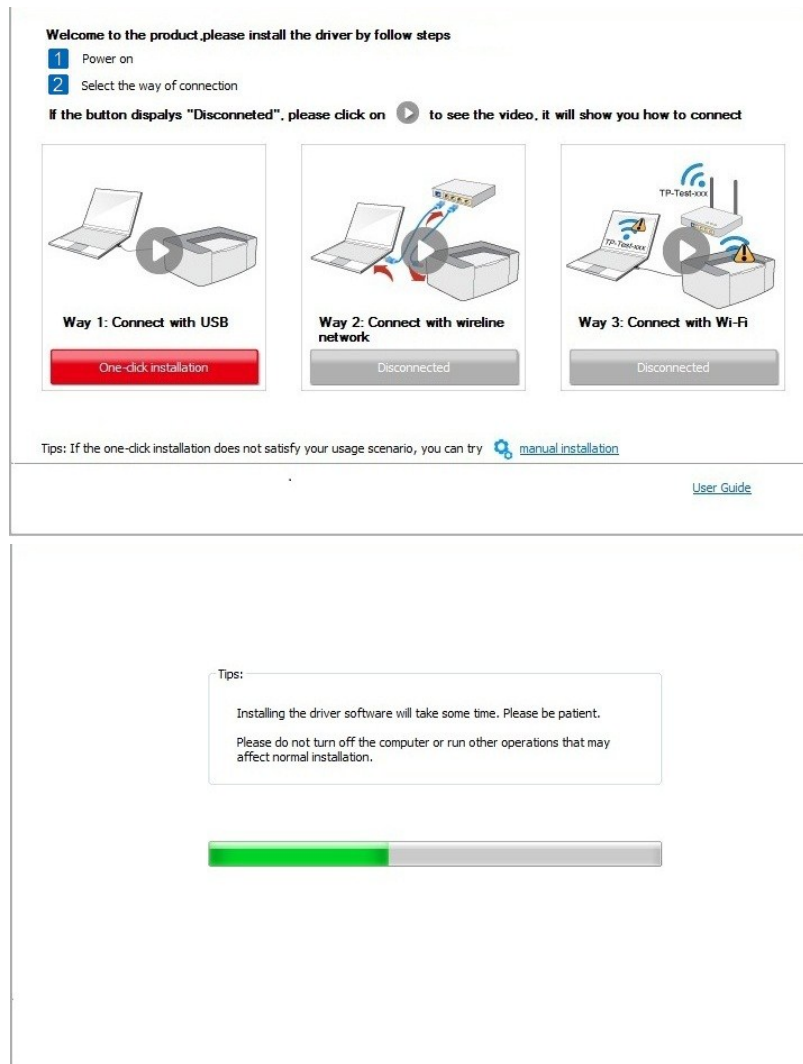 Welcome to the product,please install the driver by follow steps
1 Power on
2 Select the way of connection
If the button dispalys "Disconneted", please click on to see the video, it will show you how to connect
TP-Test-xxx
TP-Test-xxx
Way 1: Connect with USB
Way 2: Connect with wireline
network
Way 3: Connect with Wi-Fi
One-click installation
Disconnected
Disconnected
Tips: If the one-click installation does not satisfy your usage scenario, you can try manual installation
User Guide
Tips:
Installing the driver software will take some time. Please be patient.
Please do not turn off the computer or run other operations that may
affect normal installation.